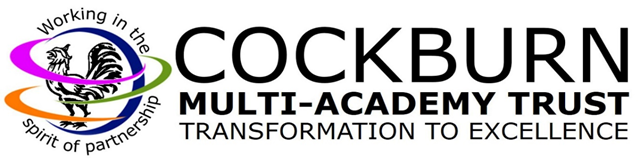 Working in the
spirit of partnership
COCKBURN
MULTI-ACADEMY TRUST
TRANSFORMATION TO EXCELLENCE